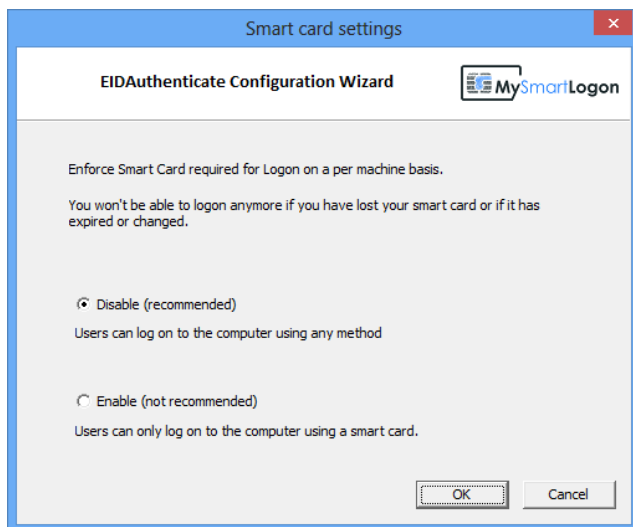 Smart card settings
EIDAuthenticate Configuration Wizard
MySmartLogon
Enforce Smart Card required for Logon on a per machine basis.
You won't be able to logon anymore if you have lost your smart card or if it has
expired or changed.
Disable (recommended)
Users can log on to the computer using any method
Enable (not recommended)
Users can only log on to the computer using a smart card.
OK
Cancel